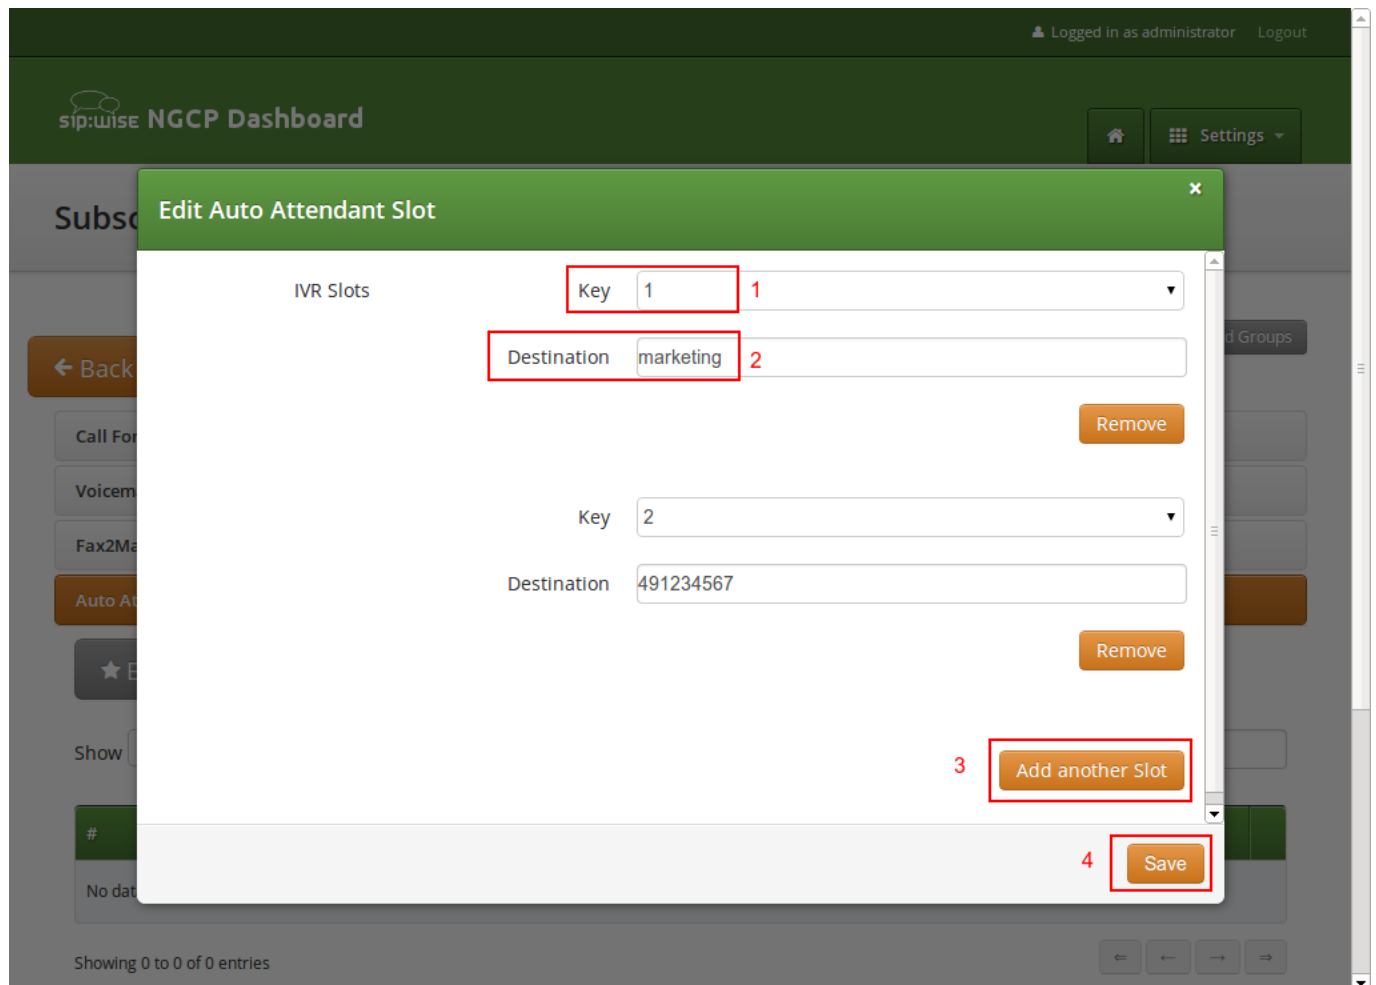 Logged in as administrator Logout
sip:wise NGCP Dashboard
Settings
Subsc
Edit Auto Attendant Slot
×
IVR Slots Key 1 1
Destination marketing 2
d Groups
Back
Remove
Call For
Voicem
Key 2
Fax2Ma
Destination 491234567
Auto At
Remove
E
Show
3 Add another Slot
#
4 Save
No dat
Showing 0 to 0 of 0 entries
⇐ ← → ⇒